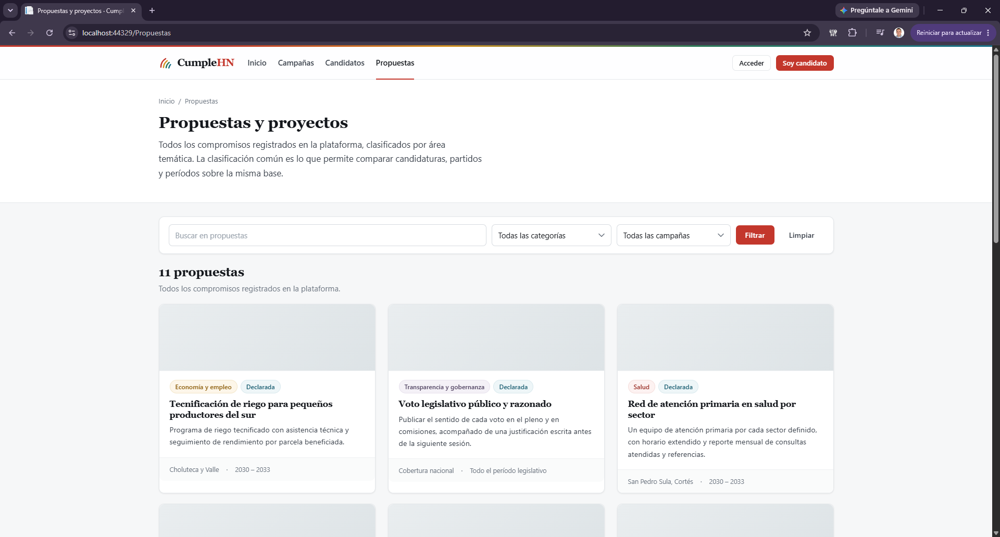 Propuestas y proyectos · Cumpl
Pregúntale a Gemini
localhost:44329/Propuestas
Reiniciar para actualizar
CumpleHN
Inicio
Campañas
Candidatos
Propuestas
Acceder
Soy candidato
Inicio / Propuestas
Propuestas y proyectos
Todos los compromisos registrados en la plataforma, clasificados por área
temática. La clasificación común es lo que permite comparar candidaturas, partidos
y períodos sobre la misma base.
Buscar en propuestas
Todas las categorías
Todas las campañas
Filtrar
Limpiar
11 propuestas
Todos los compromisos registrados en la plataforma.
Economía y empleo
Declarada
Tecnificación de riego para pequeños
productores del sur
Programa de riego tecnificado con asistencia técnica y
seguimiento de rendimiento por parcela beneficiada.
Choluteca y Valle · 2030 – 2033
Transparencia y gobernanza
Declarada
Voto legislativo público y razonado
Publicar el sentido de cada voto en el pleno y en
comisiones, acompañado de una justificación escrita antes
de la siguiente sesión.
Cobertura nacional · Todo el período legislativo
Salud
Declarada
Red de atención primaria en salud por
sector
Un equipo de atención primaria por cada sector definido,
con horario extendido y reporte mensual de consultas
atendidas y referencias.
San Pedro Sula, Cortés · 2030 – 2033